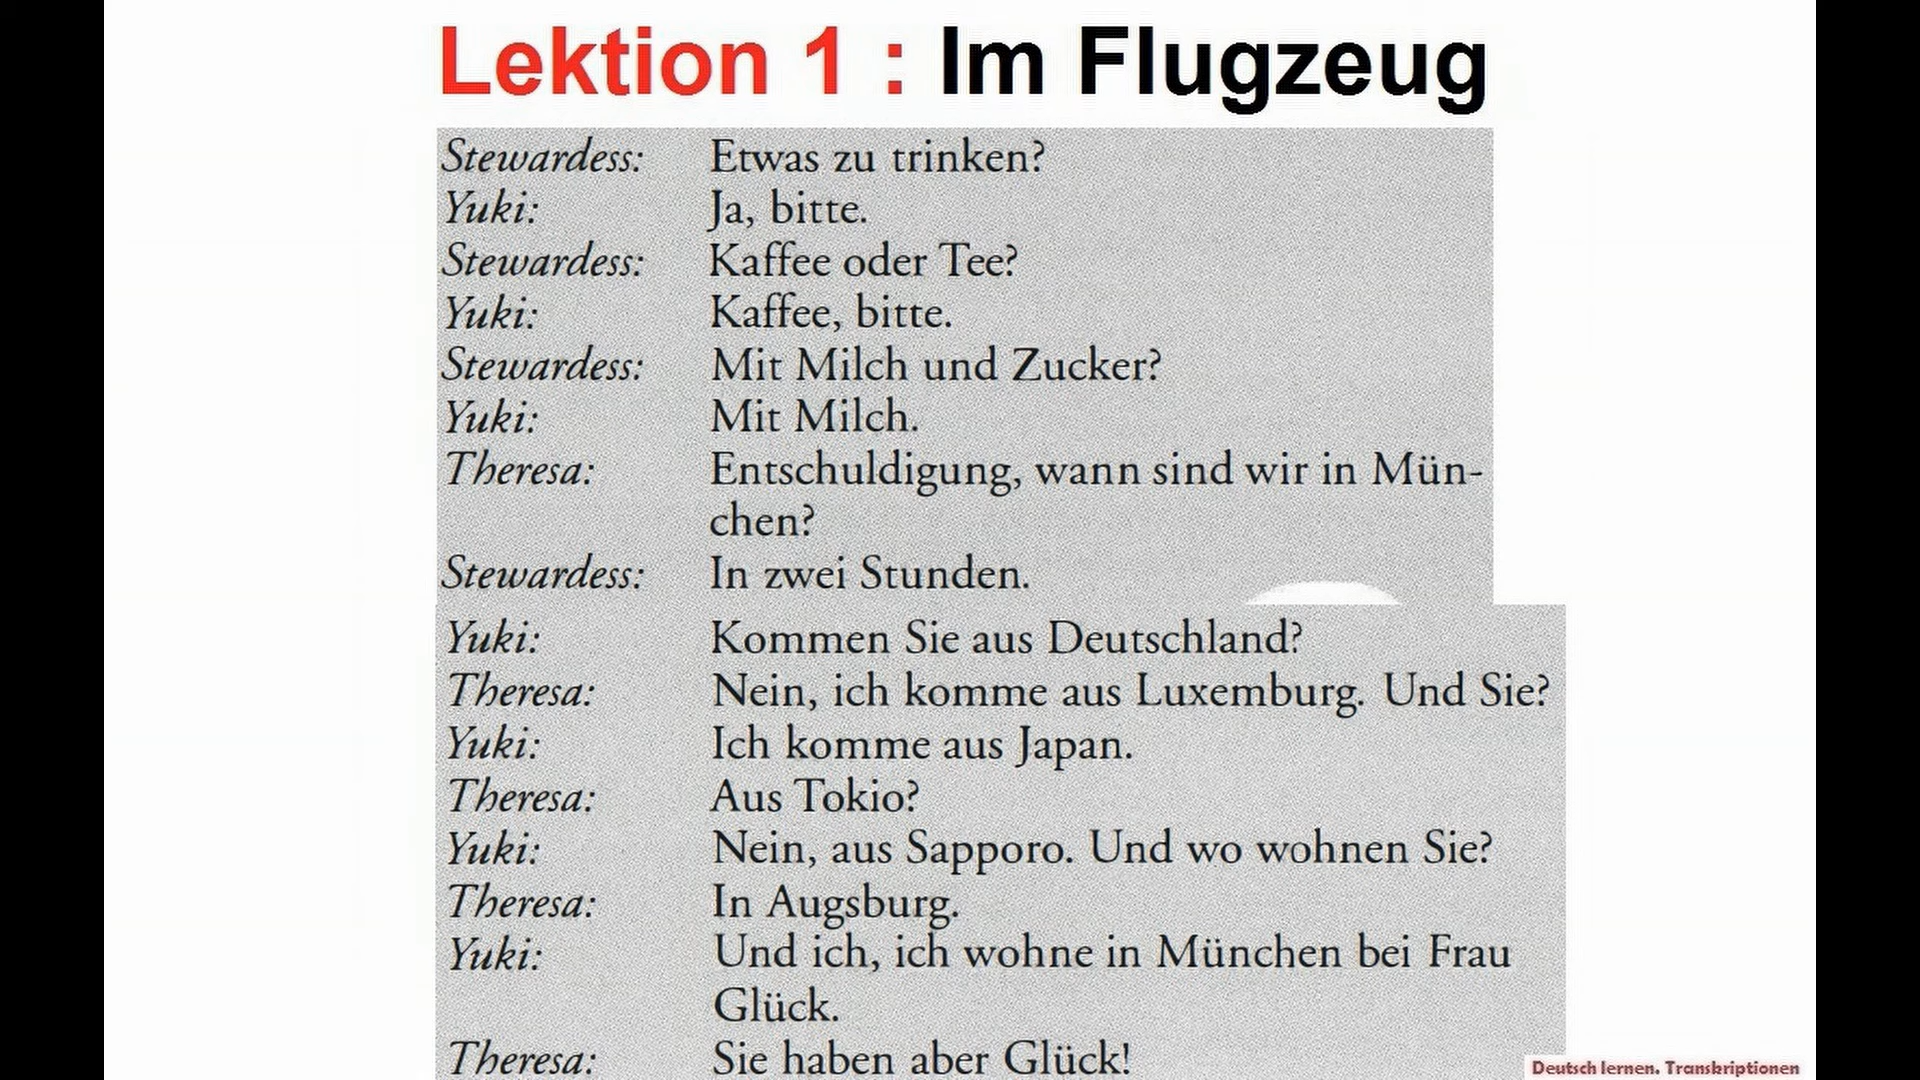 Lektion 1 : Im Flugzeug
Stewardess: Etwas zu trinken?
Yuki: Ja, bitte.
Stewardess: Kaffee oder Tee?
Yuki: Kaffee, bitte.
Stewardess: Mit Milch und Zucker?
Yuki: Mit Milch.
Theresa: Entschuldigung, wann sind wir in Mün-
chen?
Stewardess: In zwei Stunden.
Yuki: Kommen Sie aus Deutschland?
Theresa: Nein, ich komme aus Luxemburg. Und Sie?
Yuki: Ich komme aus Japan.
Theresa: Aus Tokio?
Yuki: Nein, aus Sapporo. Und wo wohnen Sie?
Theresa: In Augsburg.
Yuki: Und ich, ich wohne in München bei Frau
Glück.
Theresa: Sie haben aber Glück!
Deutsch lernen. Transkriptionen